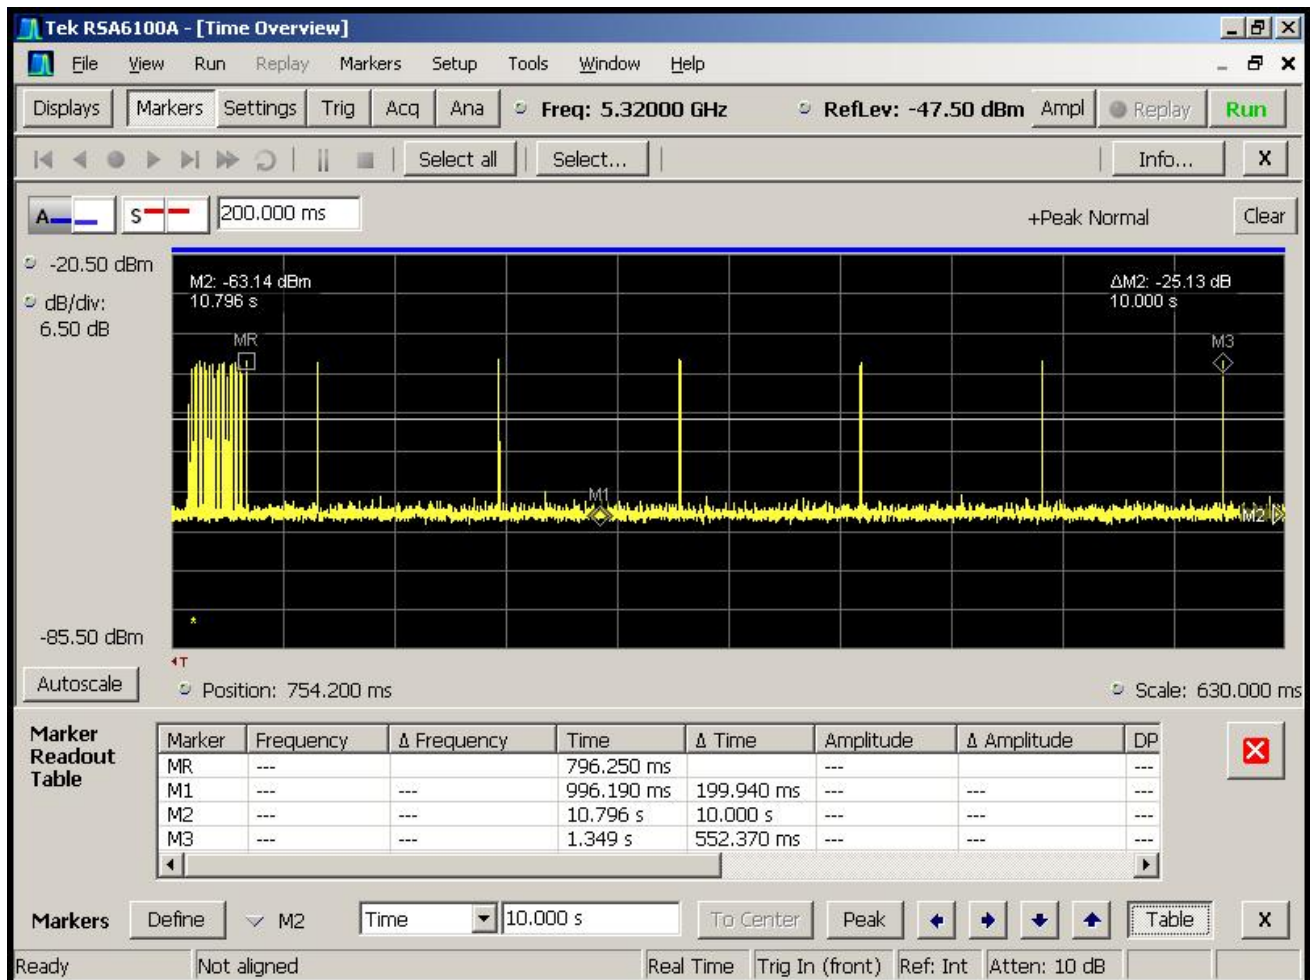 Tek RSA6100A - [Time Overview]
File View Run Replay Markers Setup Tools Window Help
Displays Markers Settings Trig Acq Ana Freq: 5.32000 GHz RefLev: -47.50 dBm Ampl Replay Run
Select all Select... Info... X
A S 200.000 ms +Peak Normal Clear
-20.50 dBm
dB/div:
6.50 dB
M2: -63.14 dBm
10.796 s
ΔM2: -25.13 dB
10.000 s
MR
M3
M1
M2
*
-85.50 dBm
T
Autoscale Position: 754.200 ms Scale: 630.000 ms
Marker Readout Table
Marker Frequency Δ Frequency Time Δ Time Amplitude Δ Amplitude DP
MR --- 796.250 ms --- ---
M1 --- --- 996.190 ms 199.940 ms --- --- ---
M2 --- --- 10.796 s 10.000 s --- --- ---
M3 --- --- 1.349 s 552.370 ms --- --- ---
Markers Define M2 Time 10.000 s To Center Peak Table X
Ready Not aligned Real Time Trig In (front) Ref: Int Atten: 10 dB